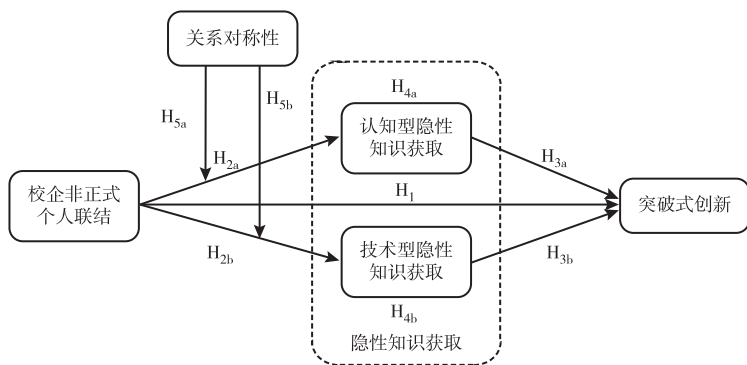 关系对称性
H5a
H5b
H4a
认知型隐性
知识获取
H2a
H3a
校企非正式
个人联结
H1
突破式创新
H2b
技术型隐性
知识获取
H3b
H4b
隐性知识获取